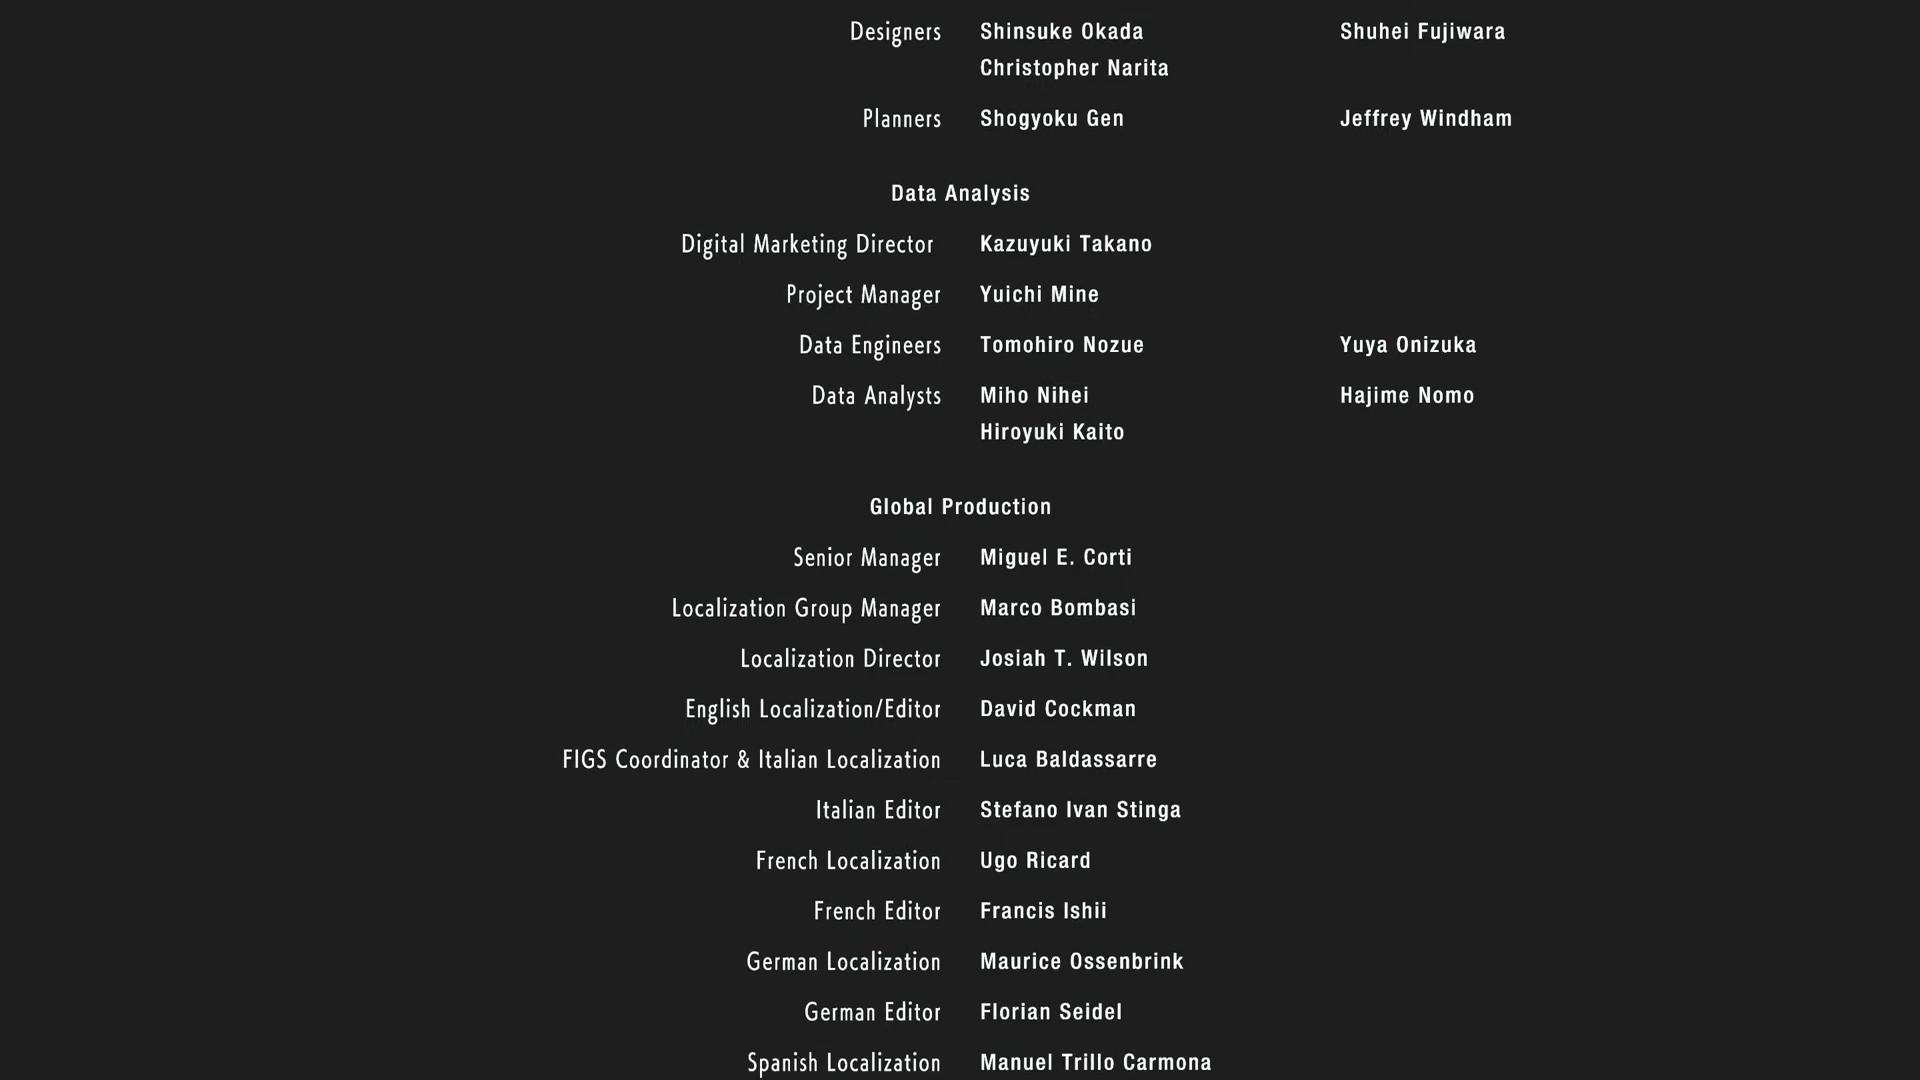 Designers Shinsuke Okada Shuhei Fujiwara
Christopher Narita
Planners Shogyoku Gen Jeffrey Windham
Data Analysis
Digital Marketing Director Kazuyuki Takano
Project Manager Yuichi Mine
Data Engineers Tomohiro Nozue Yuya Onizuka
Data Analysts Miho Nihei Hajime Nomo
Hiroyuki Kaito
Global Production
Senior Manager Miguel E. Corti
Localization Group Manager Marco Bombasi
Localization Director Josiah T. Wilson
English Localization/Editor David Cockman
FIGS Coordinator & Italian Localization Luca Baldassarre
Italian Editor Stefano Ivan Stinga
French Localization Ugo Ricard
French Editor Francis Ishii
German Localization Maurice Ossenbrink
German Editor Florian Seidel
Spanish Localization Manuel Trillo Carmona